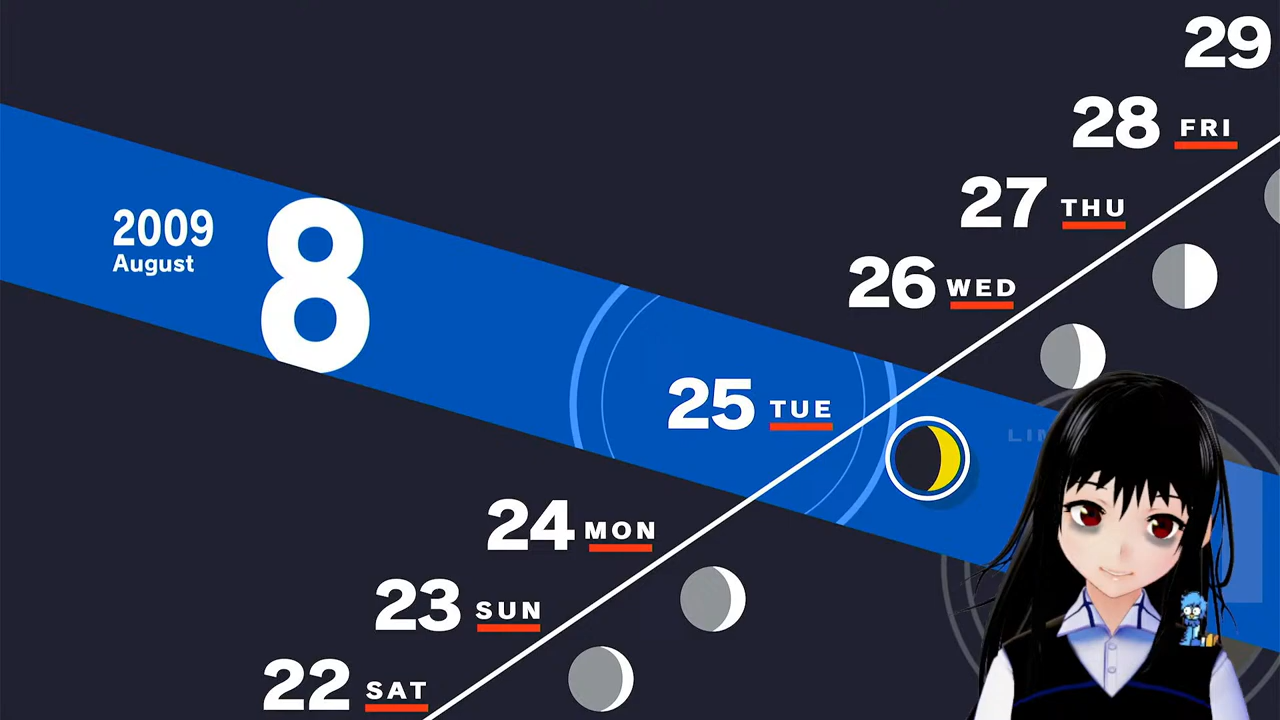 29
28 FRI
27 THU
26 WED
2009
August
8
25 TUE
24 MON
23 SUN
22 SAT